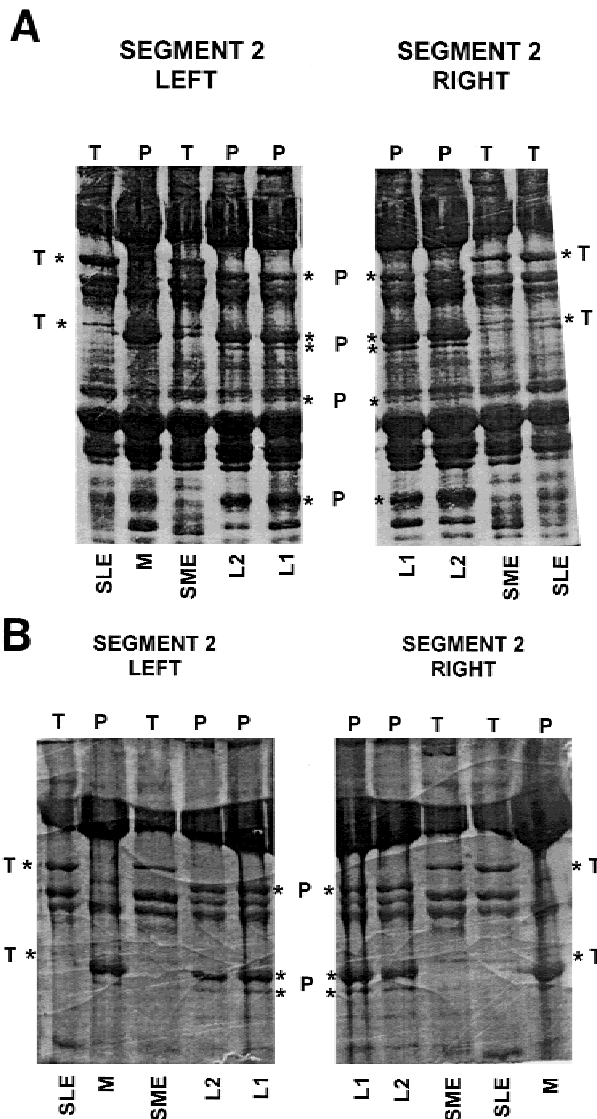 A
SEGMENT 2
LEFT
SEGMENT 2
RIGHT
T P T P P
P P T T
T *
* P *
* T
T *
* T
*
* P *
*
* P *
* P *
SLE M SME L2 L1
L1 L2 SME SLE
B
SEGMENT 2
LEFT
SEGMENT 2
RIGHT
T P T P P
P P T T P
T *
* T
* P *
T *
* T
*
* P *
*
SLE M SME L2 L1
L1 L2 SME SLE M